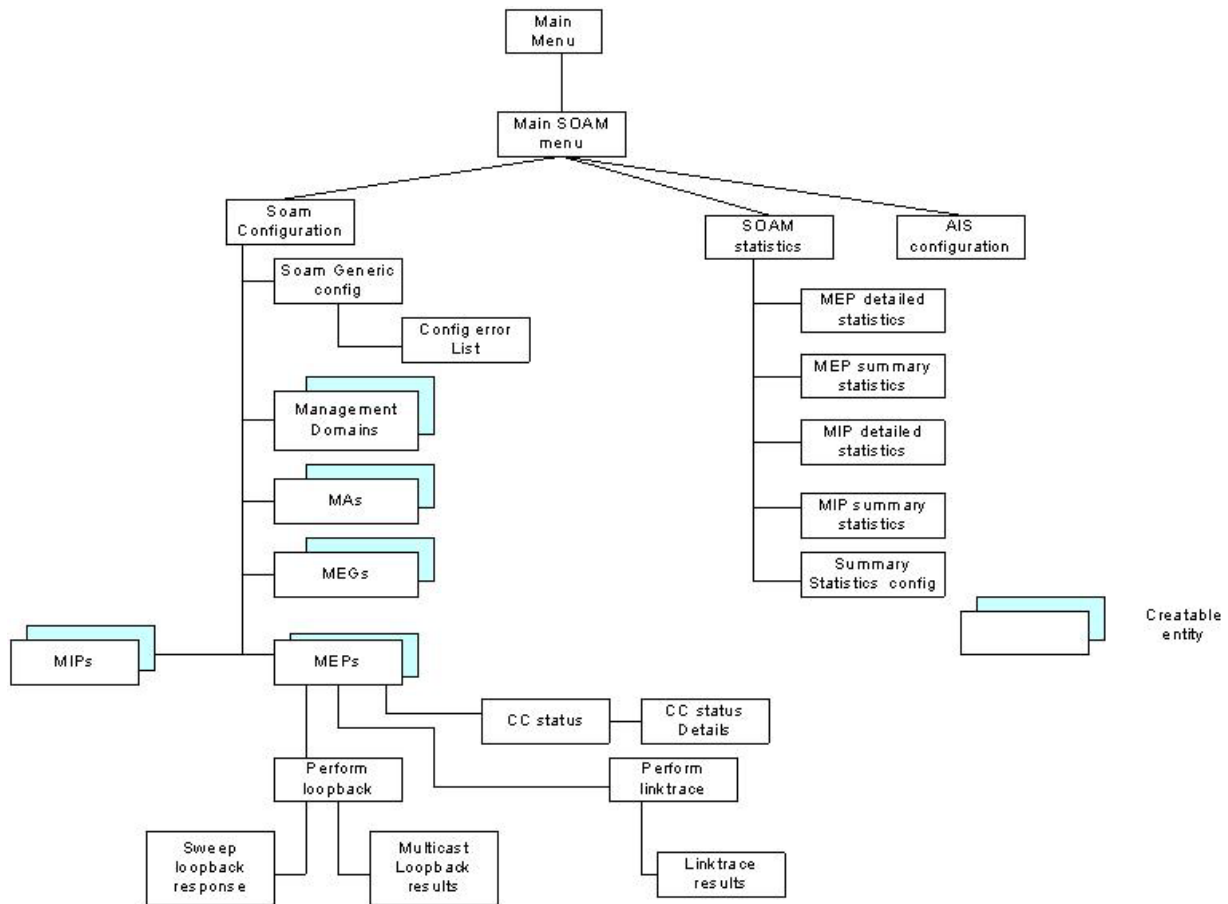 Main
Menu
Main SOAM
menu
Soam
Configuration
SOAM
statistics
AIS
configuration
Soam Generic
config
Config error
List
MEP detailed
statistics
MEP summary
statistics
Management
Domains
MIP detailed
statistics
MAs
MIP summary
statistics
MEGs
Summary
Statistics config
Creatable
entity
MIPs
MEPs
CC status
CC status
Details
Perform
loopback
Perform
linktrace
Sweep
loopback
response
Multicast
Loopback
results
Linktrace
results